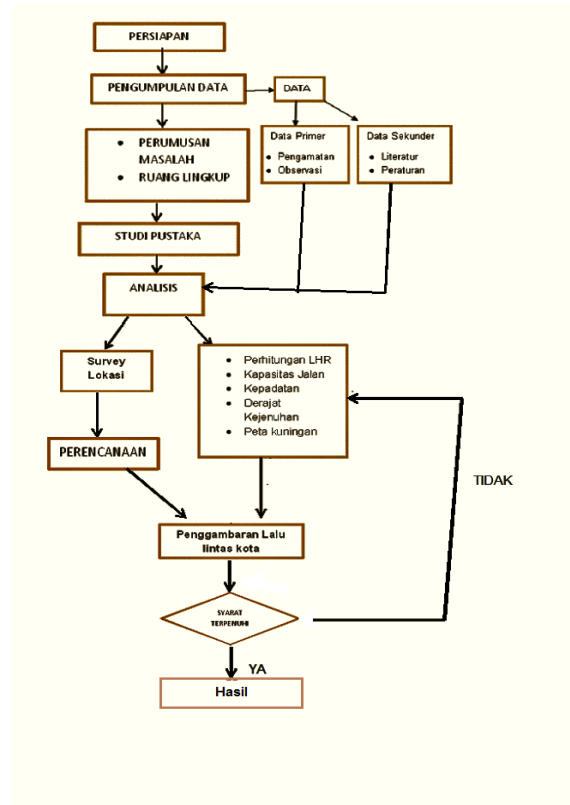 PERSIAPAN
PENGUMPULAN DATA
DATA
• PERUMUSAN
MASALAH
• RUANG LINGKUP
Data Primer
• Pengamatan
• Observasi
Data Sekunder
• Literatur
• Peraturan
STUDI PUSTAKA
ANALISIS
Survey
Lokasi
• Perhitungan LHR
• Kapasitas Jalan
• Kepadatan
• Derajat
Kejenuhan
• Peta kuningan
PERENCANAAN
TIDAK
Penggambaran Lalu
lintas kota
SYARAT
TERPENUHI
YA
Hasil